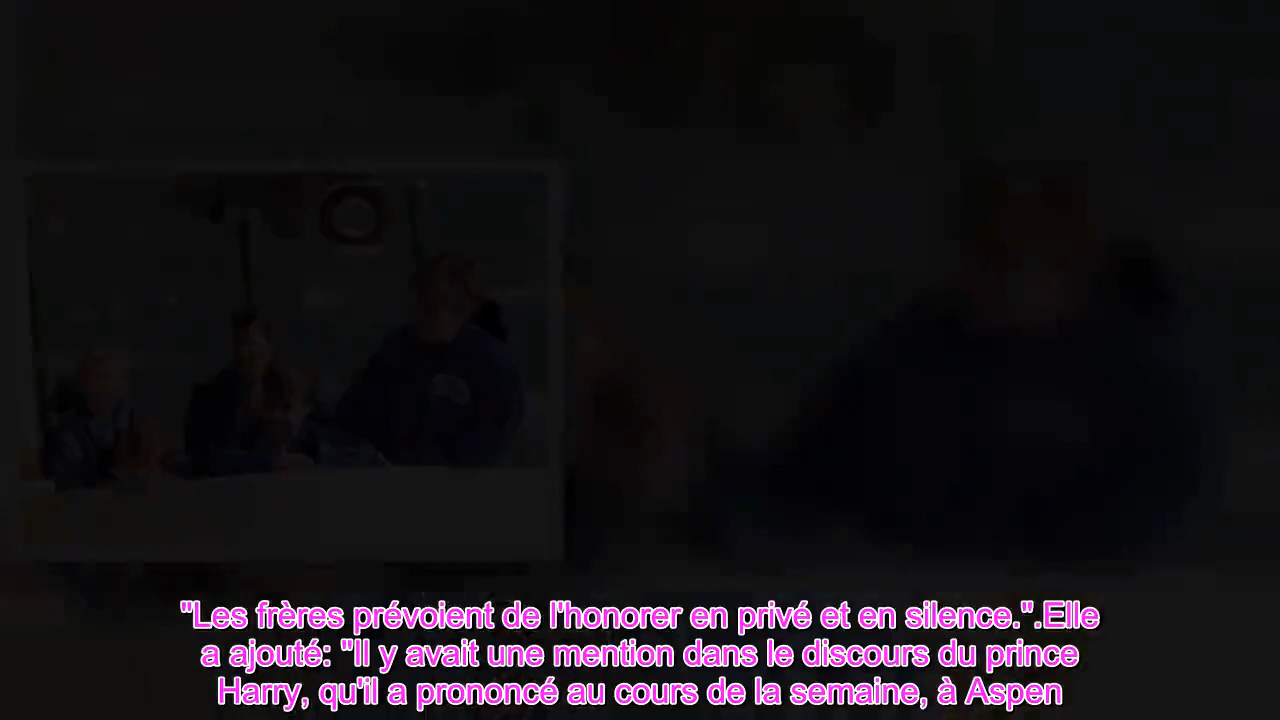 "Les frères prévoient de l'honorer en privé et en silence.".Elle
a ajouté: "Il y avait une mention dans le discours du prince
Harry, qu'il a prononcé au cours de la semaine, à Aspen